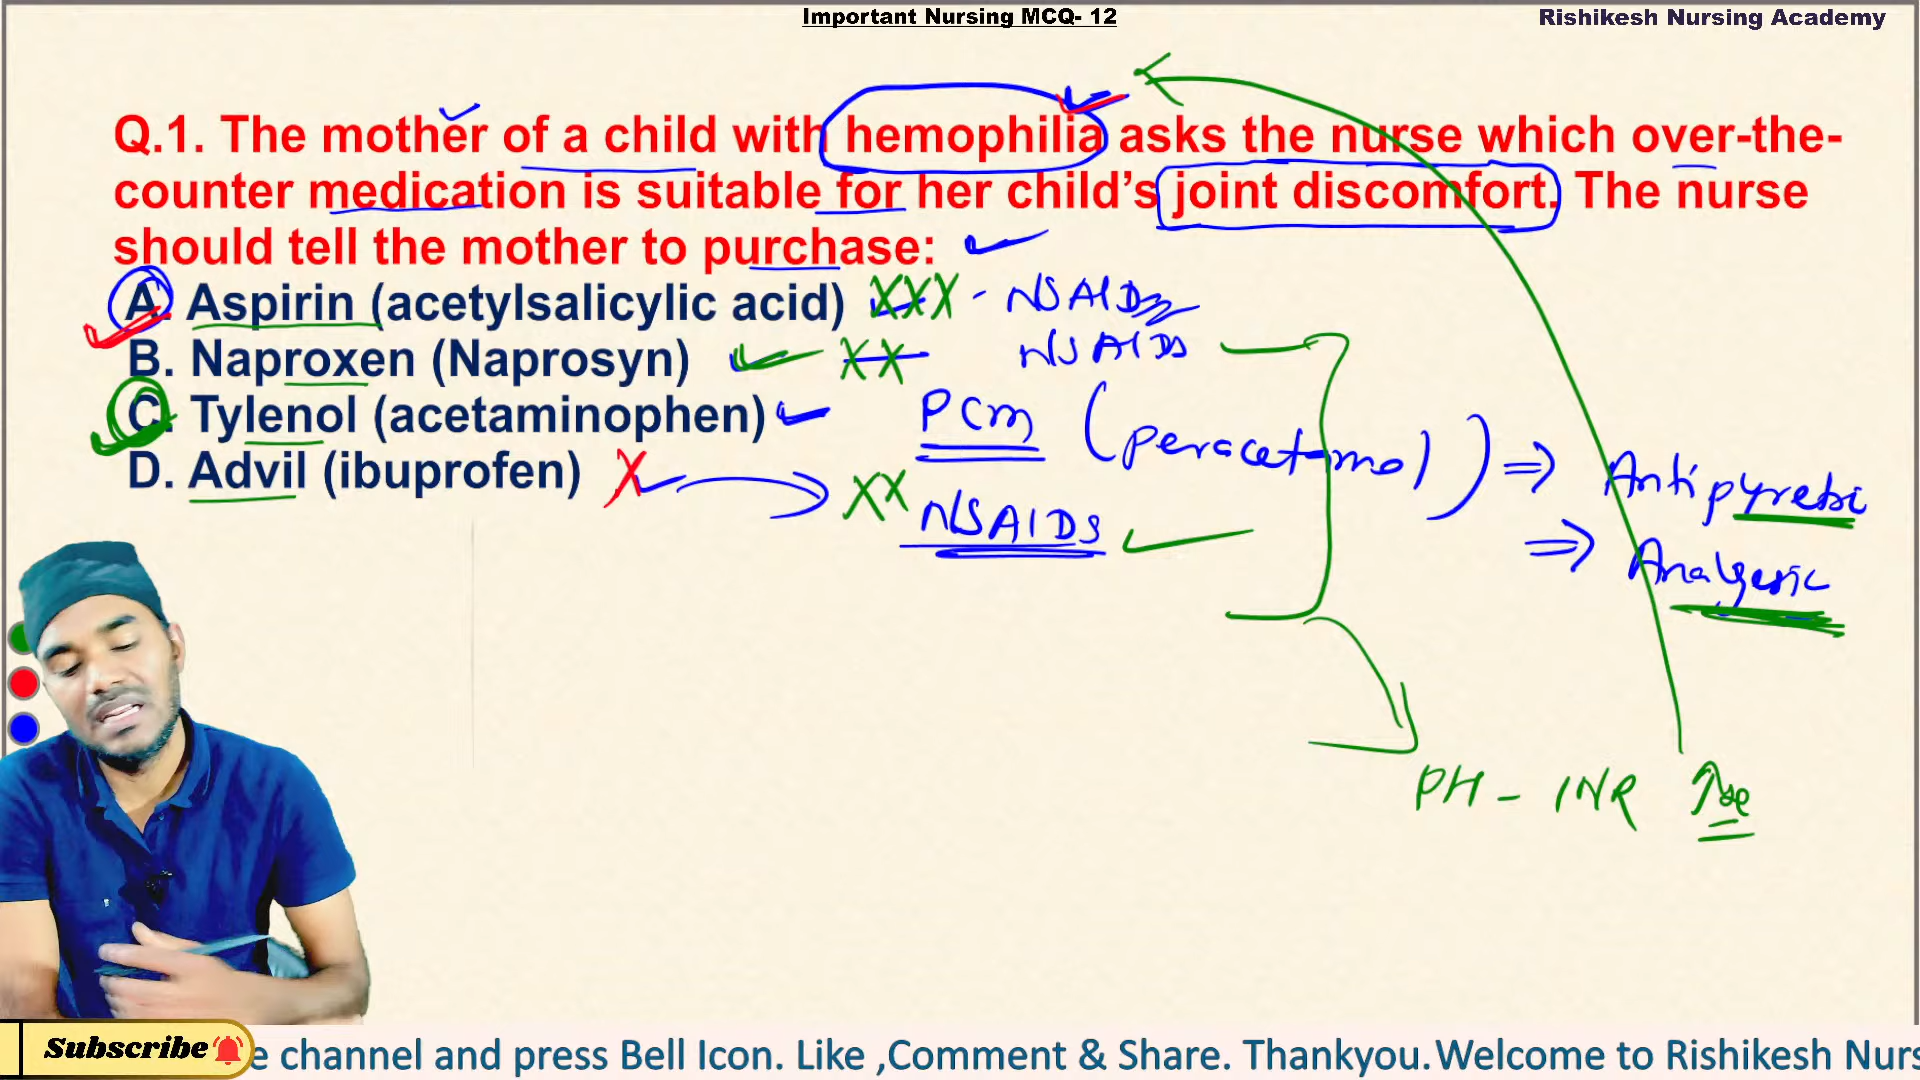 Important Nursing MCQ- 12
Rishikesh Nursing Academy
Q.1. The mother of a child with hemophilia asks the nurse which over-the-
counter medication is suitable for her child's joint discomfort. The nurse
should tell the mother to purchase:
A. Aspirin (acetylsalicylic acid) XXX - NSAIDs
B. Naproxen (Naprosyn) XX NSAIDS
C. Tylenol (acetaminophen) PCM (peracetamol) ) ⇒ Antipyretic
D. Advil (ibuprofen) X XX NSAIDS
⇒ Analgesic
PH - INR ↑se
Subscribe
e channel and press Bell Icon. Like ,Comment & Share. Thankyou.Welcome to Rishikesh Nurs